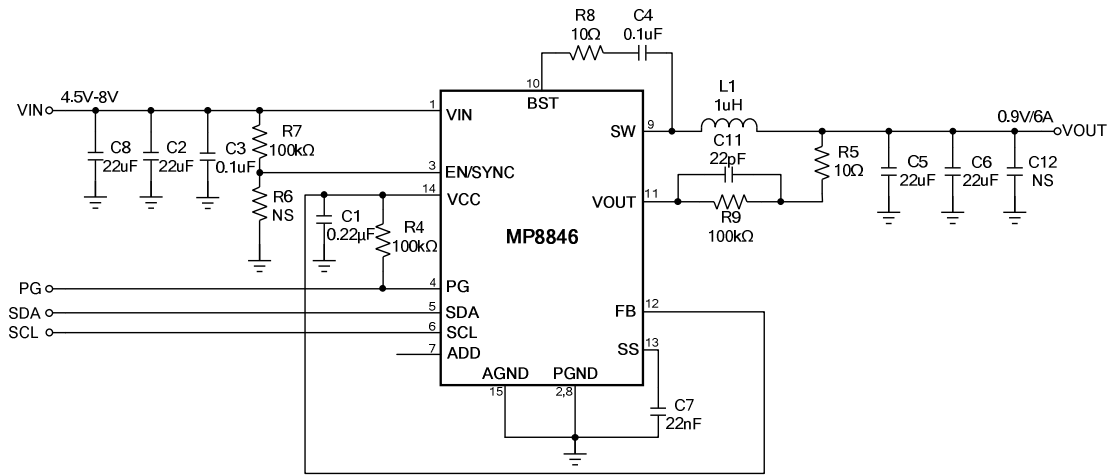 R8
10Ω
C4
0.1uF
10
BST
VIN
4.5V-8V
1
VIN
C8
22uF
C2
22uF
C3
0.1uF
R7
100kΩ
3
EN/SYNC
R6
NS
14
VCC
C1
0.22μF
R4
100kΩ
MP8846
SW
9
L1
1uH
C11
22pF
VOUT
11
R9
100kΩ
R5
10Ω
0.9V/6A
VOUT
C5
22uF
C6
22uF
C12
NS
PG
4
PG
SDA
5
SDA
SCL
6
SCL
7
ADD
FB
12
SS
13
AGND
15
PGND
2,8
C7
22nF